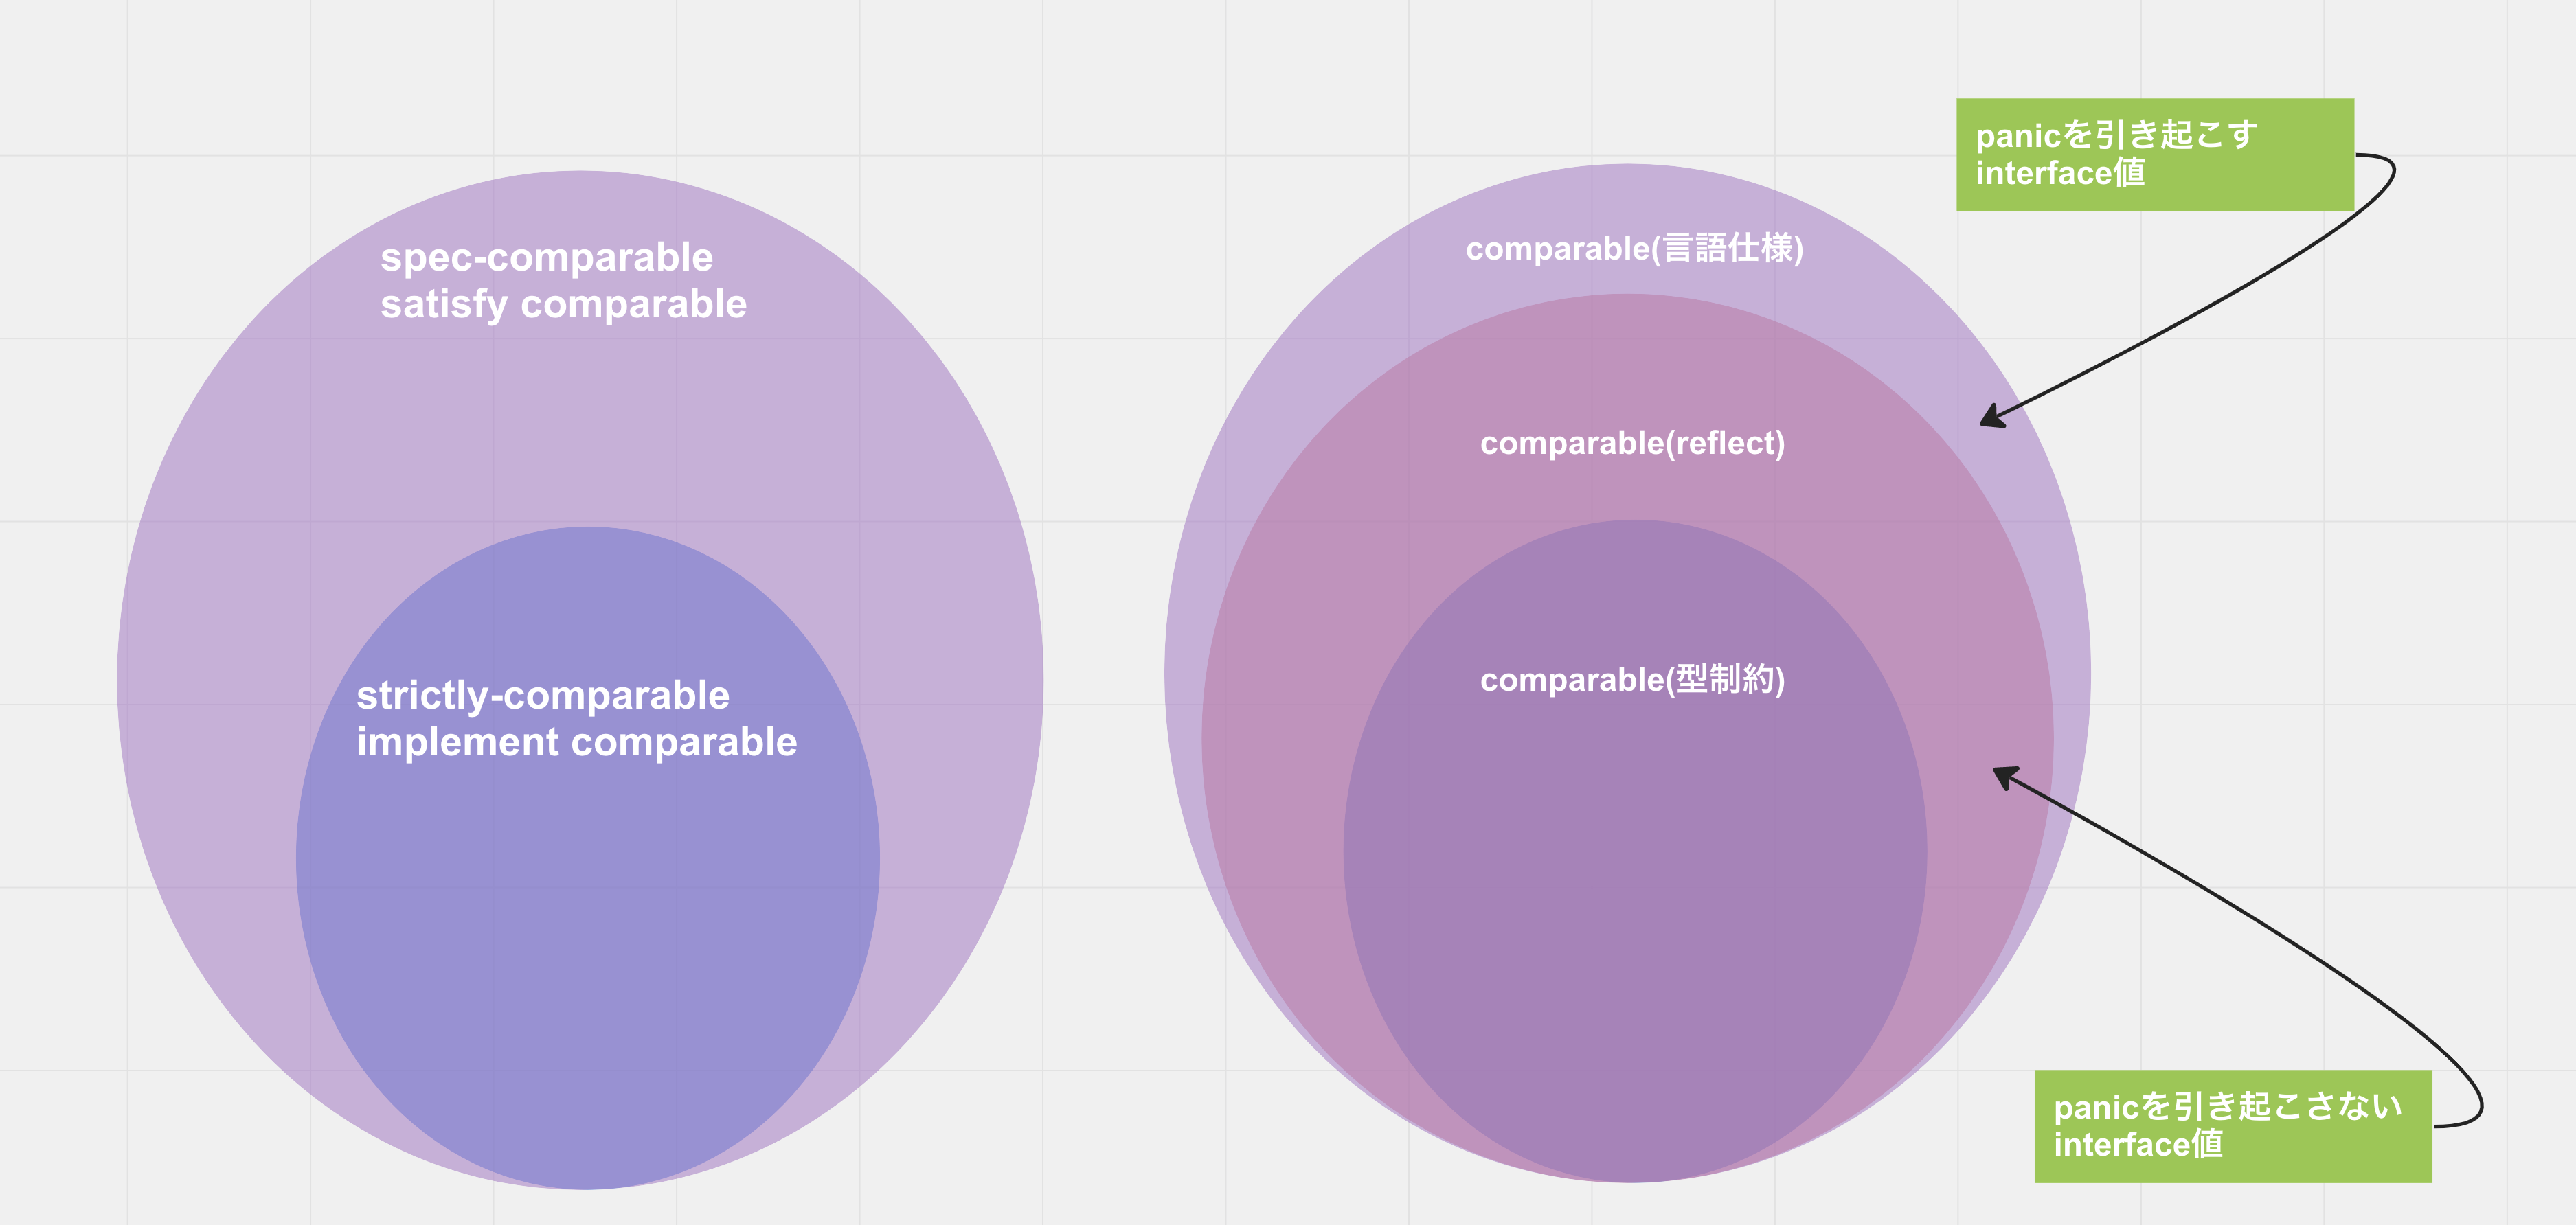 spec-comparable
satisfy comparable
strictly-comparable
implement comparable
comparable(言語仕様)
comparable(reflect)
comparable(型制約)
panicを引き起こす
interface値
panicを引き起こさない
interface値